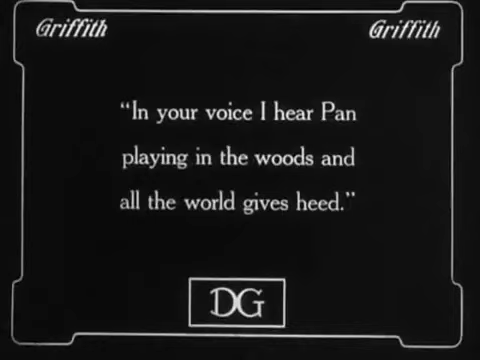 Griffith Griffith
“In your voice I hear Pan
playing in the woods and
all the world gives heed.”
DG